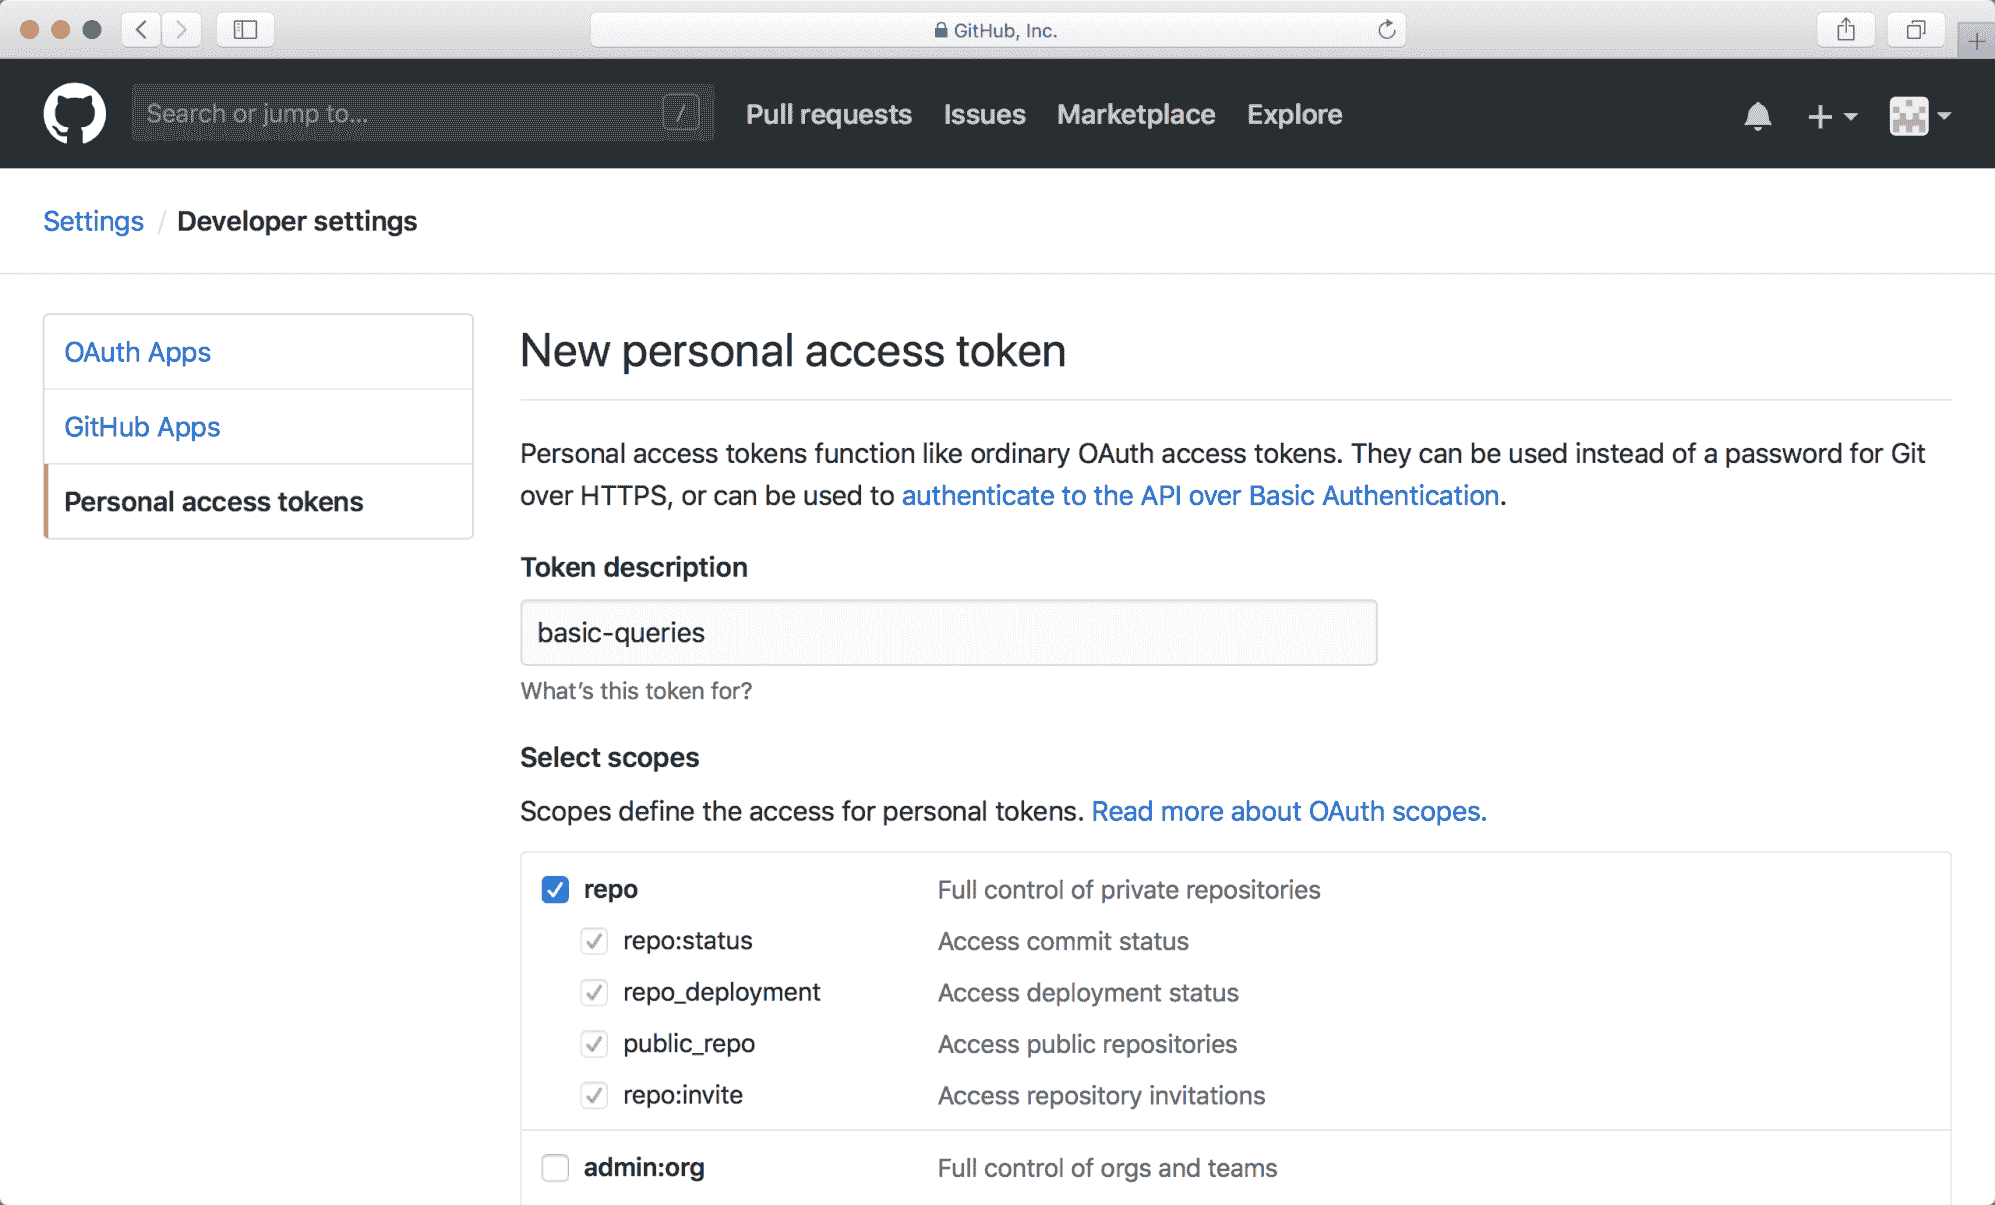 GitHub, Inc.
Search or jump to... /
Pull requests Issues Marketplace Explore
Settings / Developer settings
OAuth Apps
GitHub Apps
Personal access tokens
New personal access token
Personal access tokens function like ordinary OAuth access tokens. They can be used instead of a password for Git
over HTTPS, or can be used to authenticate to the API over Basic Authentication.
Token description
basic-queries
What's this token for?
Select scopes
Scopes define the access for personal tokens. Read more about OAuth scopes.
repo Full control of private repositories
repo:status Access commit status
repo_deployment Access deployment status
public_repo Access public repositories
repo:invite Access repository invitations
admin:org Full control of orgs and teams